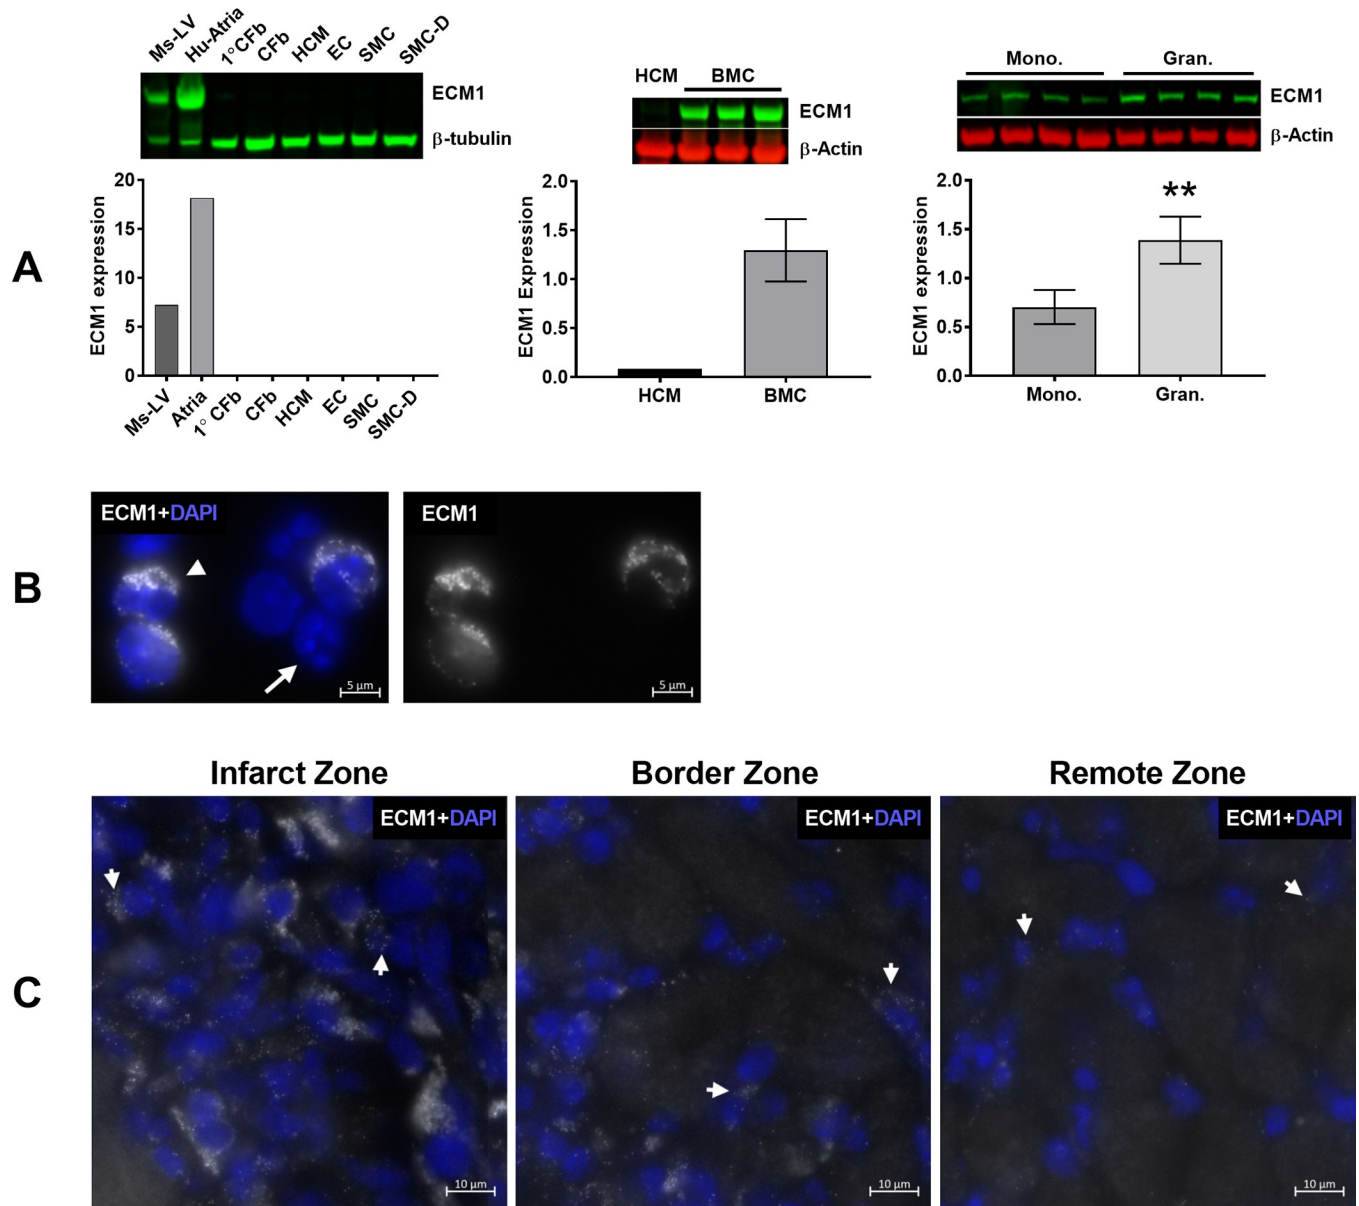 A
Ms-LV
Hu-Atria
1°CFb
CFb
HCM
EC
SMC
SMC-D
ECM1
β-tubulin
ECM1 expression
20
15
10
5
0
Ms-LV
Atria
1° CFb
CFb
HCM
EC
SMC
SMC-D
HCM BMC
ECM1
β-Actin
ECM1 Expression
2.0
1.5
1.0
0.5
0.0
HCM BMC
Mono. Gran.
ECM1
β-Actin
ECM1 expression
2.0
1.5
1.0
0.5
0.0
**
Mono. Gran.
B
ECM1+DAPI
5 µm
ECM1
5 µm
C
Infarct Zone
ECM1+DAPI
10 µm
Border Zone
ECM1+DAPI
10 µm
Remote Zone
ECM1+DAPI
10 µm